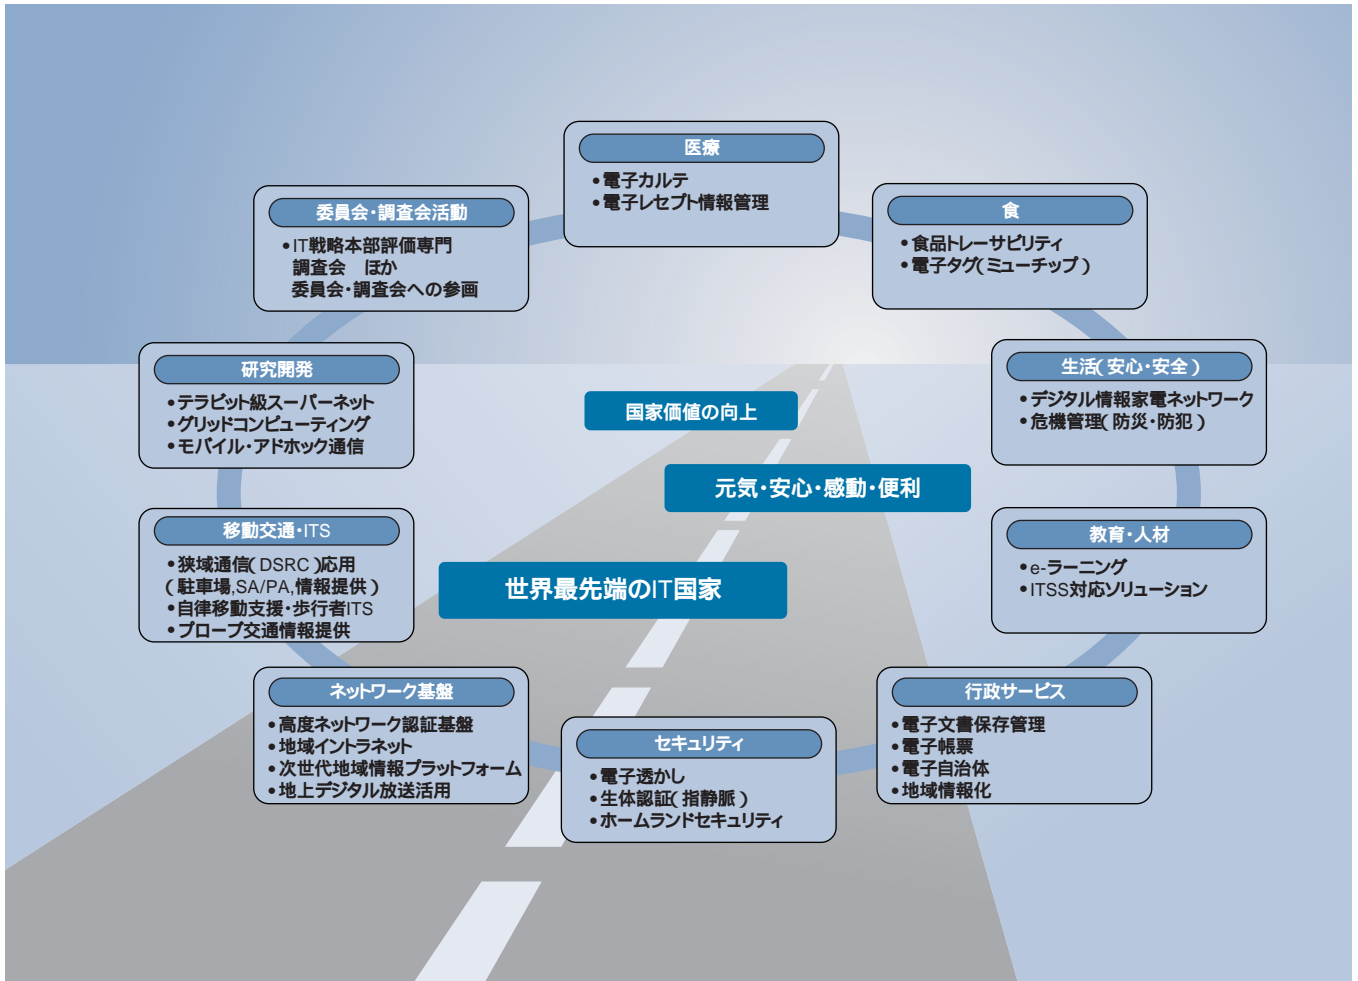 医療
•電子カルテ
•電子レセプト情報管理
委員会・調査会活動
•IT戦略本部評価専門
調査会　ほか
委員会・調査会への参画
食
•食品トレーサビリティ
•電子タグ(ミューチップ)
研究開発
•テラビット級スーパーネット
•グリッドコンピューティング
•モバイル・アドホック通信
生活(安心・安全)
•デジタル情報家電ネットワーク
•危機管理(防災・防犯)
国家価値の向上
元気・安心・感動・便利
世界最先端のIT国家
移動交通・ITS
•狭域通信(DSRC)応用
(駐車場,SA/PA,情報提供)
•自律移動支援・歩行者ITS
•プローブ交通情報提供
教育・人材
•e-ラーニング
•ITSS対応ソリューション
ネットワーク基盤
•高度ネットワーク認証基盤
•地域イントラネット
•次世代地域情報プラットフォーム
•地上デジタル放送活用
セキュリティ
•電子透かし
•生体認証(指静脈)
•ホームランドセキュリティ
行政サービス
•電子文書保存管理
•電子帳票
•電子自治体
•地域情報化